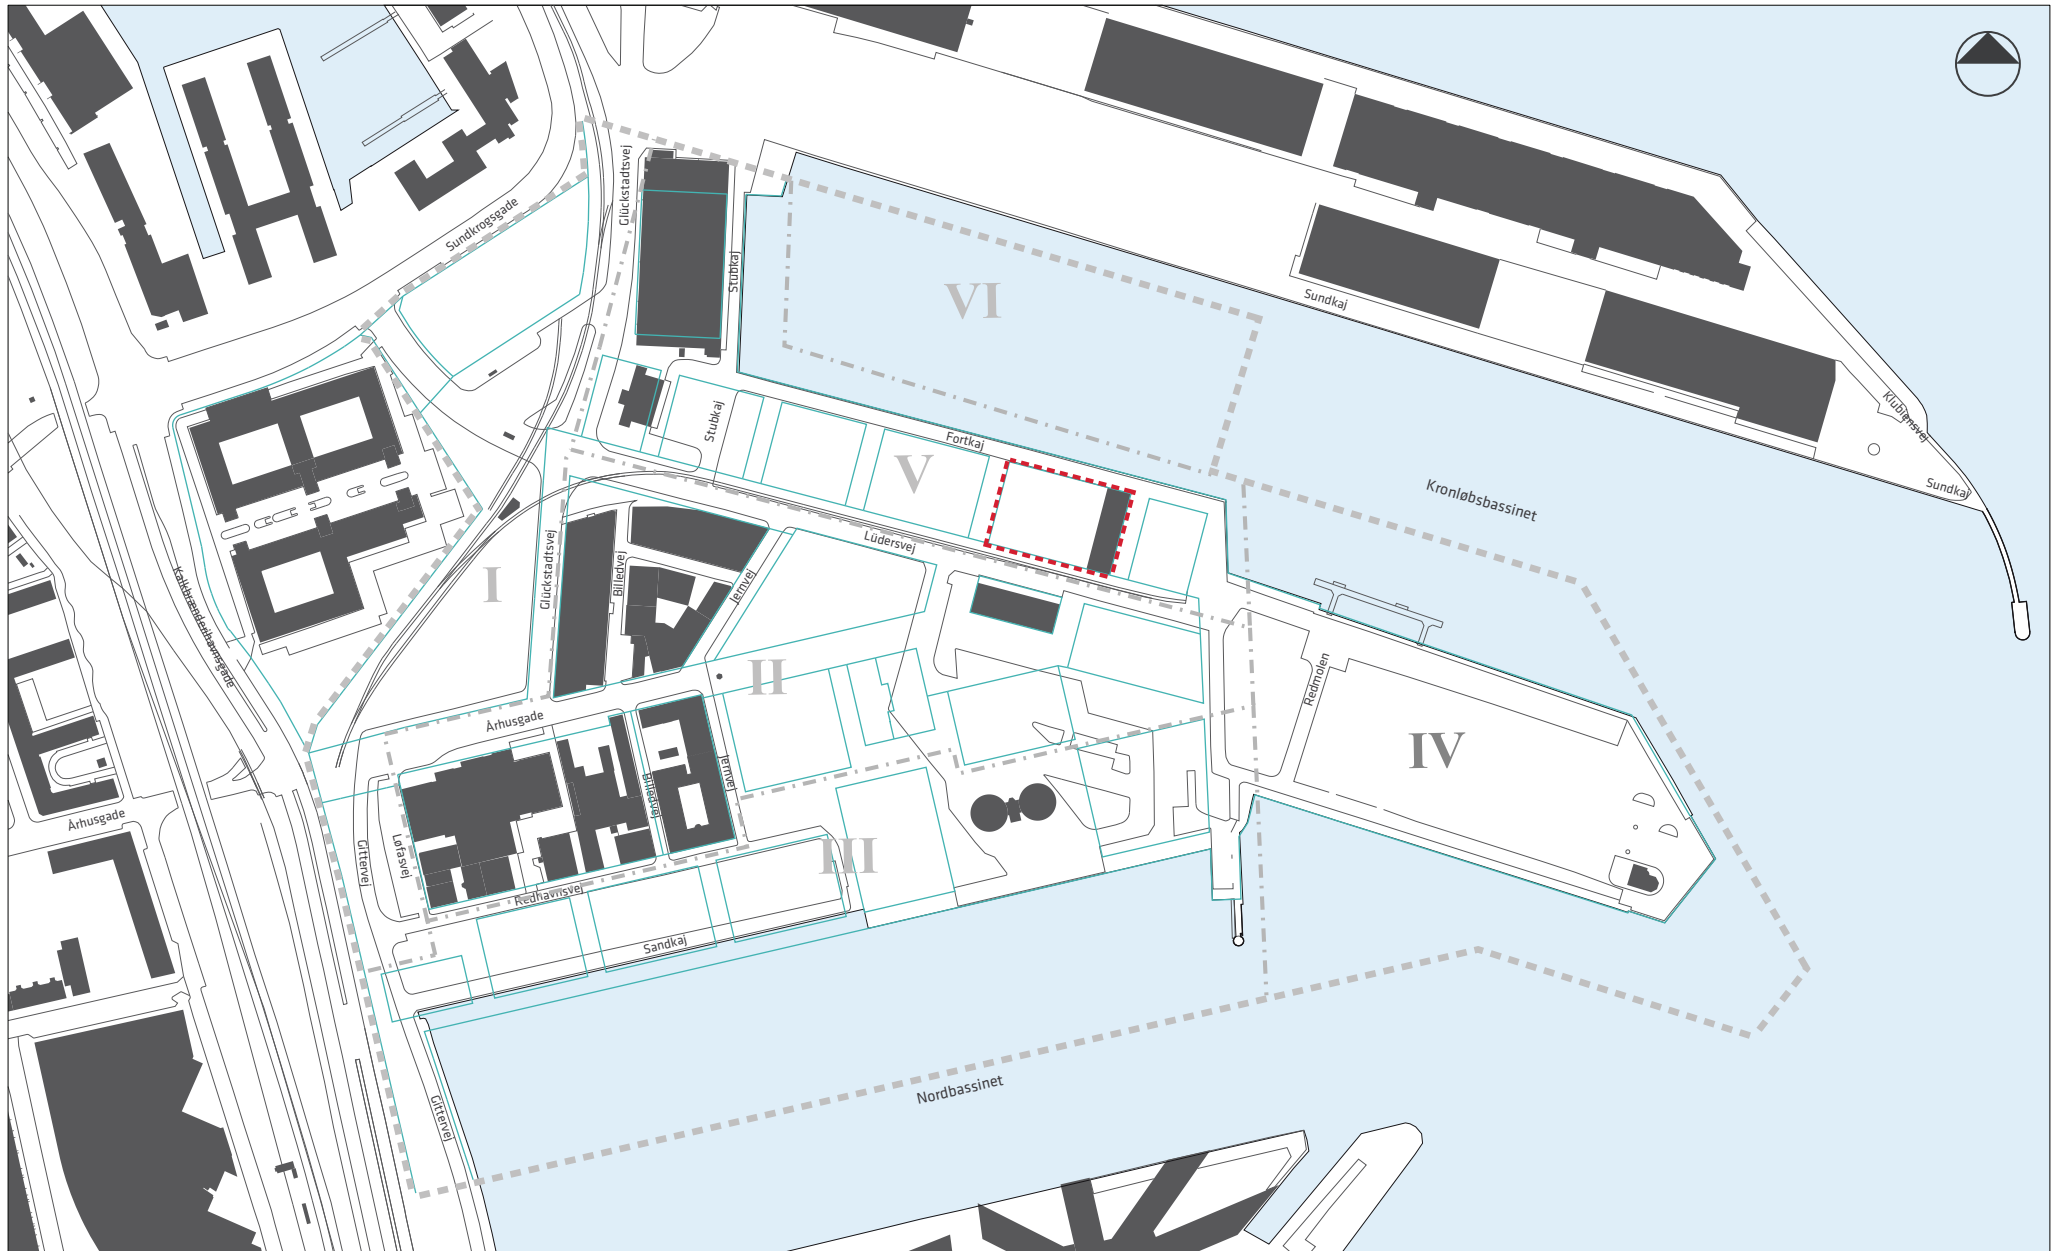 Glückstadtsvej
Sundkrogsgade
Stubkaj
VI
Sundkaj
Klubiensvej
Stubkaj
Fortkaj
V
Sundkaj
Kronløbsbassinet
Lüdersvej
Glückstadtsvej
Billedvej
Jernvej
I
Kalkbrænderihavnsgade
II
Redmolen
Århusgade
IV
Jernvej
Billedvej
Århusgade
Gittervej
Løfasvej
III
Redhavnsvej
Sandkaj
Nordbassinet
Gittervej